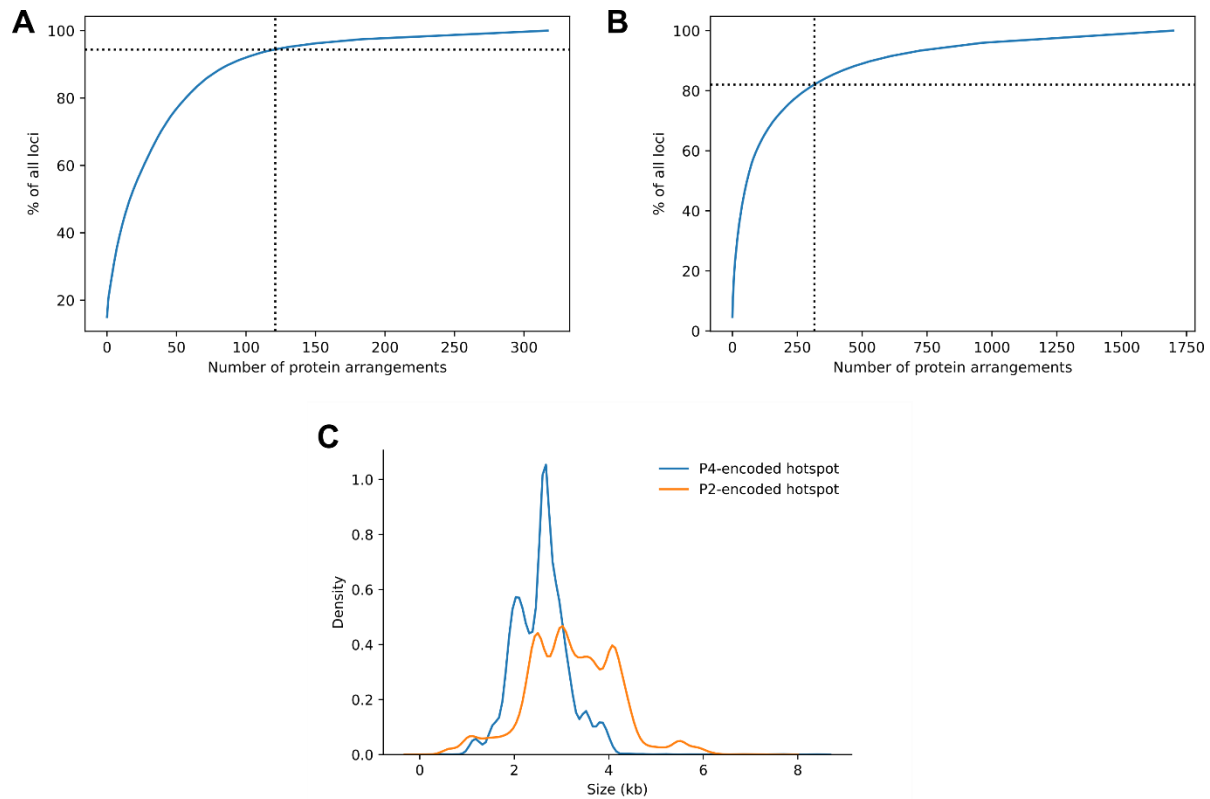 A
100
80
60
40
20
% of all loci
0 50 100 150 200 250 300
Number of protein arrangements
B
100
80
60
40
20
0
% of all loci
0 250 500 750 1000 1250 1500 1750
Number of protein arrangements
C
1.0
0.8
0.6
0.4
0.2
0.0
Density
P4-encoded hotspot
P2-encoded hotspot
0 2 4 6 8
Size (kb)